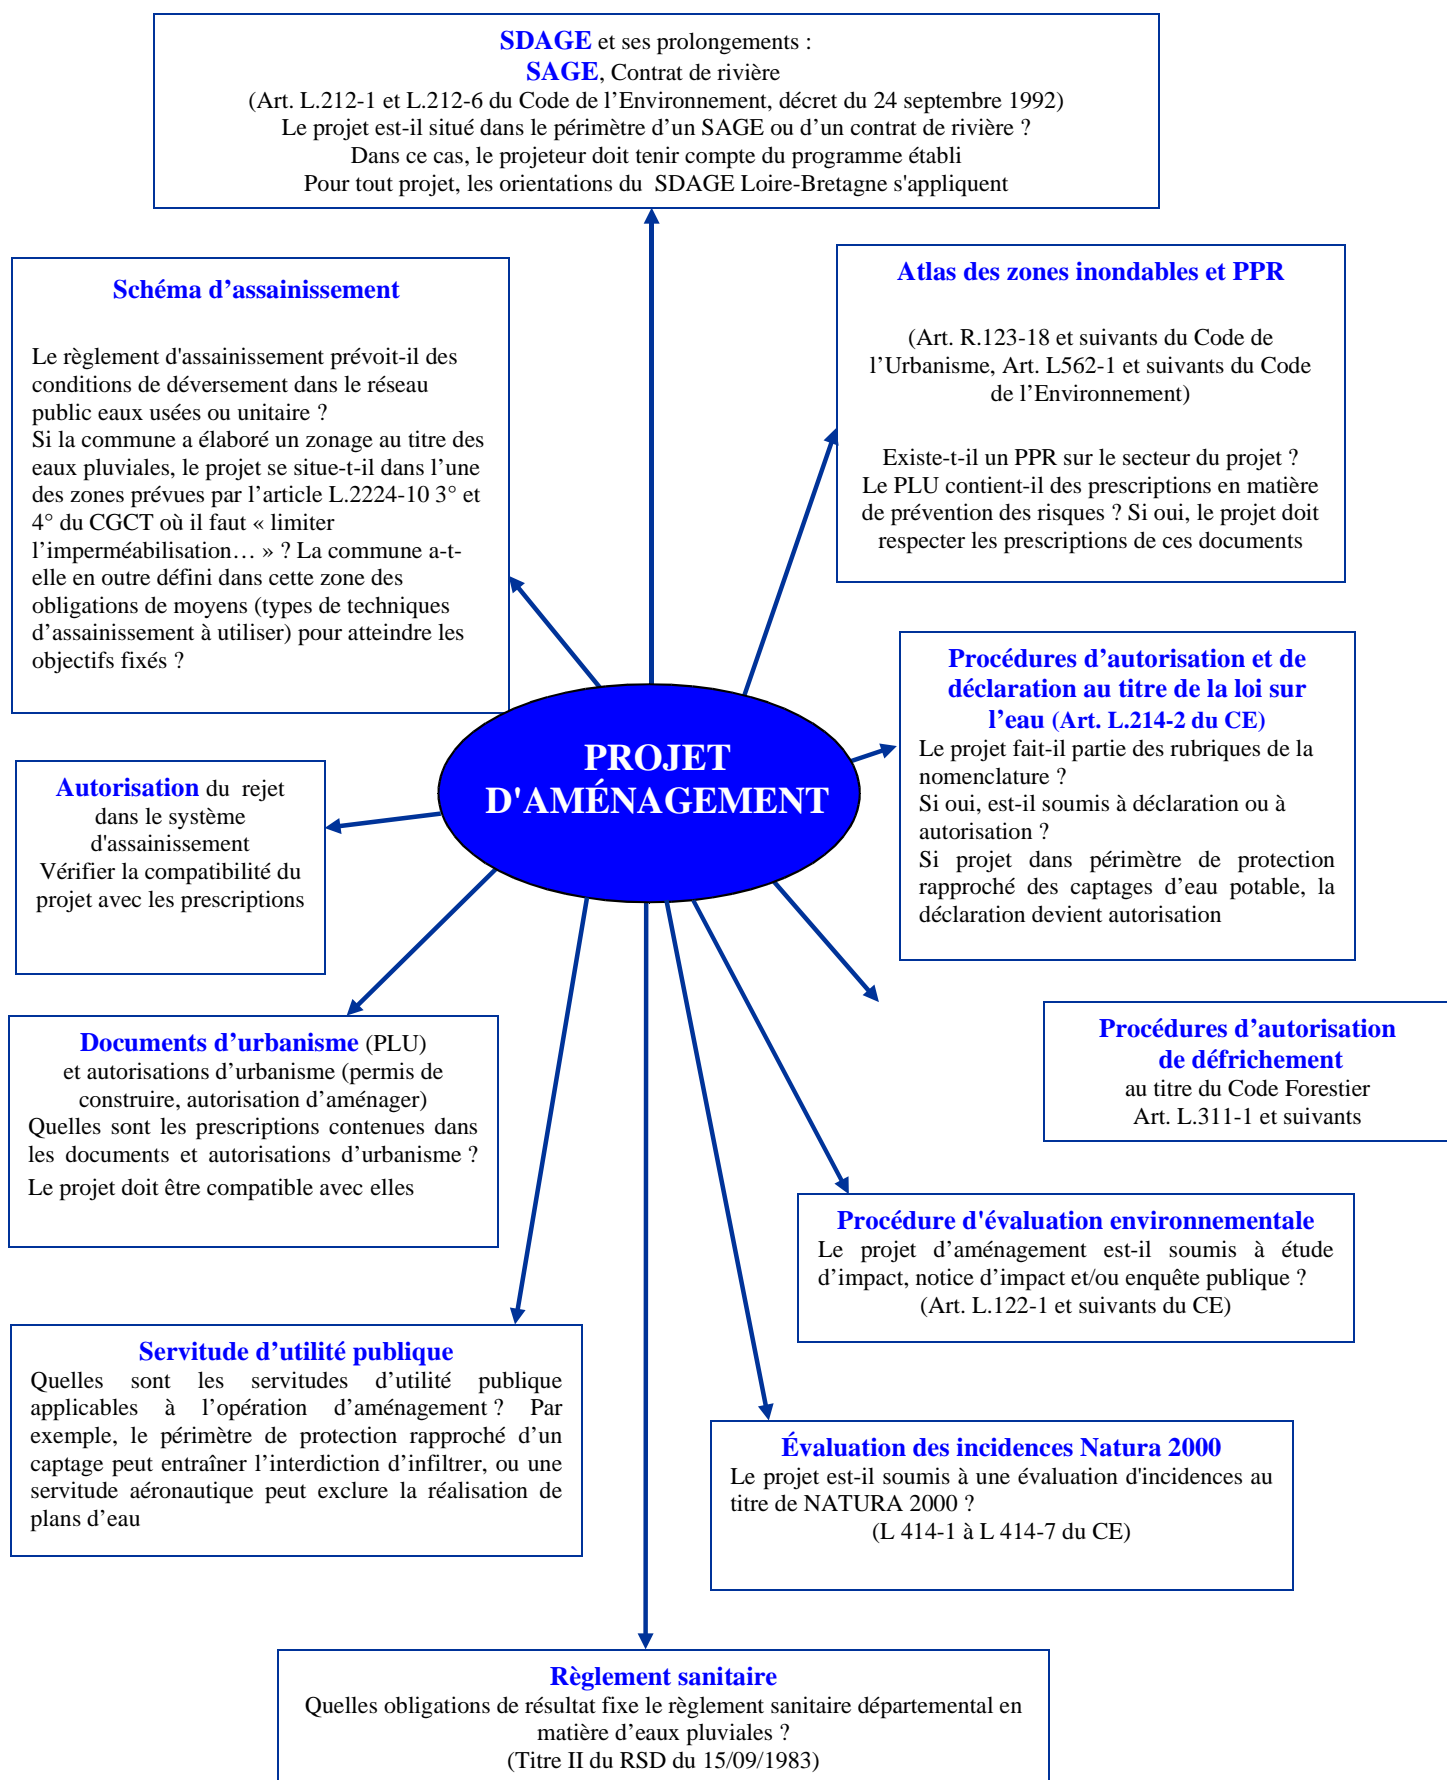 SDAGE et ses prolongements :
SAGE, Contrat de rivière
(Art. L.212-1 et L.212-6 du Code de l’Environnement, décret du 24 septembre 1992)
Le projet est-il situé dans le périmètre d’un SAGE ou d’un contrat de rivière ?
Dans ce cas, le projeteur doit tenir compte du programme établi
Pour tout projet, les orientations du SDAGE Loire-Bretagne s'appliquent
Schéma d’assainissement
Le règlement d'assainissement prévoit-il des
conditions de déversement dans le réseau
public eaux usées ou unitaire ?
Si la commune a élaboré un zonage au titre des
eaux pluviales, le projet se situe-t-il dans l’une
des zones prévues par l’article L.2224-10 3° et
4° du CGCT où il faut « limiter
l’imperméabilisation… » ? La commune a-t-
elle en outre défini dans cette zone des
obligations de moyens (types de techniques
d’assainissement à utiliser) pour atteindre les
objectifs fixés ?
Atlas des zones inondables et PPR
(Art. R.123-18 et suivants du Code de
l’Urbanisme, Art. L562-1 et suivants du Code
de l’Environnement)
Existe-t-il un PPR sur le secteur du projet ?
Le PLU contient-il des prescriptions en matière
de prévention des risques ? Si oui, le projet doit
respecter les prescriptions de ces documents
Procédures d’autorisation et de
déclaration au titre de la loi sur
l’eau (Art. L.214-2 du CE)
Le projet fait-il partie des rubriques de la
nomenclature ?
Si oui, est-il soumis à déclaration ou à
autorisation ?
Si projet dans périmètre de protection
rapproché des captages d’eau potable, la
déclaration devient autorisation
PROJET
D'AMÉNAGEMENT
Autorisation du rejet
dans le système
d'assainissement
Vérifier la compatibilité du
projet avec les prescriptions
Documents d’urbanisme (PLU)
et autorisations d’urbanisme (permis de
construire, autorisation d’aménager)
Quelles sont les prescriptions contenues dans
les documents et autorisations d’urbanisme ?
Le projet doit être compatible avec elles
Procédures d’autorisation
de défrichement
au titre du Code Forestier
Art. L.311-1 et suivants
Procédure d'évaluation environnementale
Le projet d’aménagement est-il soumis à étude
d’impact, notice d’impact et/ou enquête publique ?
(Art. L.122-1 et suivants du CE)
Servitude d’utilité publique
Quelles sont les servitudes d’utilité publique
applicables à l’opération d’aménagement ? Par
exemple, le périmètre de protection rapproché d’un
captage peut entraîner l’interdiction d’infiltrer, ou une
servitude aéronautique peut exclure la réalisation de
plans d’eau
Évaluation des incidences Natura 2000
Le projet est-il soumis à une évaluation d'incidences au
titre de NATURA 2000 ?
(L 414-1 à L 414-7 du CE)
Règlement sanitaire
Quelles obligations de résultat fixe le règlement sanitaire départemental en
matière d’eaux pluviales ?
(Titre II du RSD du 15/09/1983)